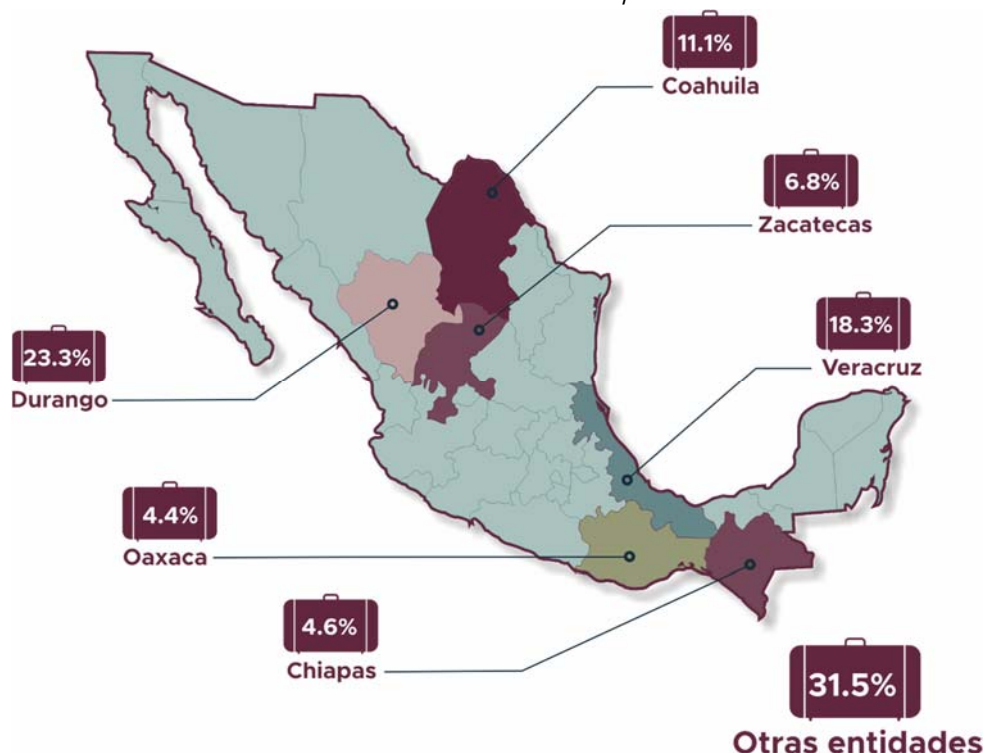 11.1%
Coahuila
6.8%
Zacatecas
18.3%
Veracruz
23.3%
Durango
4.4%
Oaxaca
4.6%
Chiapas
31.5%
Otras entidades